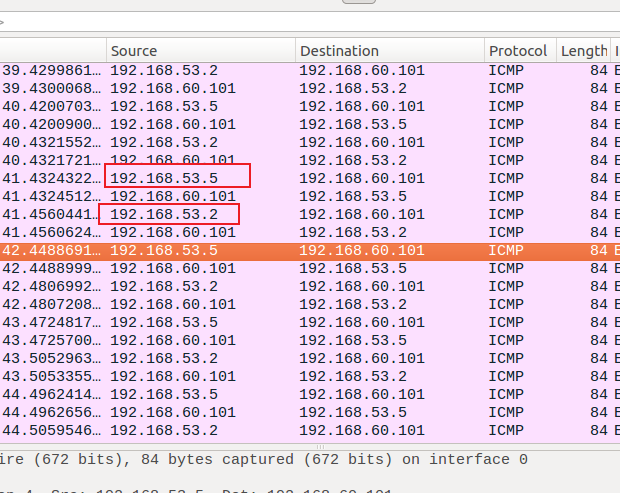 Source Destination Protocol Length
39.4299861… 192.168.53.2 192.168.60.101 ICMP 84
39.4300068… 192.168.60.101 192.168.53.2 ICMP 84
40.4200703… 192.168.53.5 192.168.60.101 ICMP 84
40.4200900… 192.168.60.101 192.168.53.5 ICMP 84
40.4321552… 192.168.53.2 192.168.60.101 ICMP 84
40.4321721… 192.168.60.101 192.168.53.2 ICMP 84
41.4324322… 192.168.53.5 192.168.60.101 ICMP 84
41.4324512… 192.168.60.101 192.168.53.5 ICMP 84
41.4560441… 192.168.53.2 192.168.60.101 ICMP 84
41.4560624… 192.168.60.101 192.168.53.2 ICMP 84
42.4488691… 192.168.53.5 192.168.60.101 ICMP 84
42.4488999… 192.168.60.101 192.168.53.5 ICMP 84
42.4806992… 192.168.53.2 192.168.60.101 ICMP 84
42.4807208… 192.168.60.101 192.168.53.2 ICMP 84
43.4724817… 192.168.53.5 192.168.60.101 ICMP 84
43.4725700… 192.168.60.101 192.168.53.5 ICMP 84
43.5052963… 192.168.53.2 192.168.60.101 ICMP 84
43.5053355… 192.168.60.101 192.168.53.2 ICMP 84
44.4962414… 192.168.53.5 192.168.60.101 ICMP 84
44.4962656… 192.168.60.101 192.168.53.5 ICMP 84
44.5059546… 192.168.53.2 192.168.60.101 ICMP 84
ire (672 bits), 84 bytes captured (672 bits) on interface 0